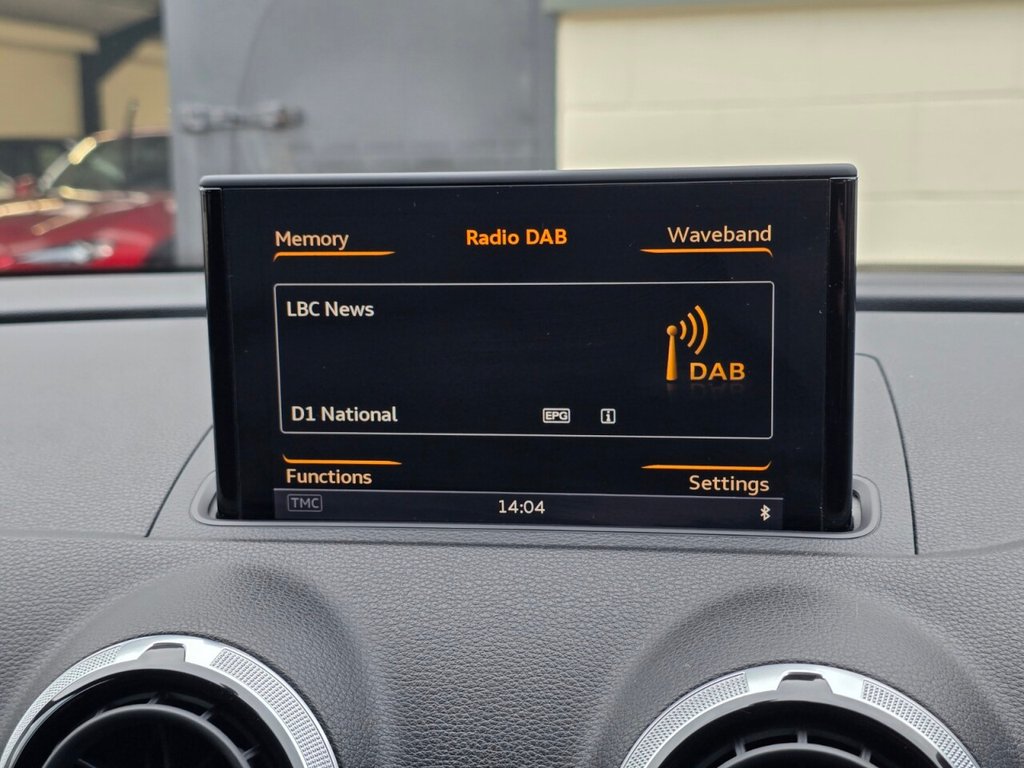 Memory Radio DAB Waveband
LBC News
DAB
D1 National EPG i
Functions Settings
TMC 14:04